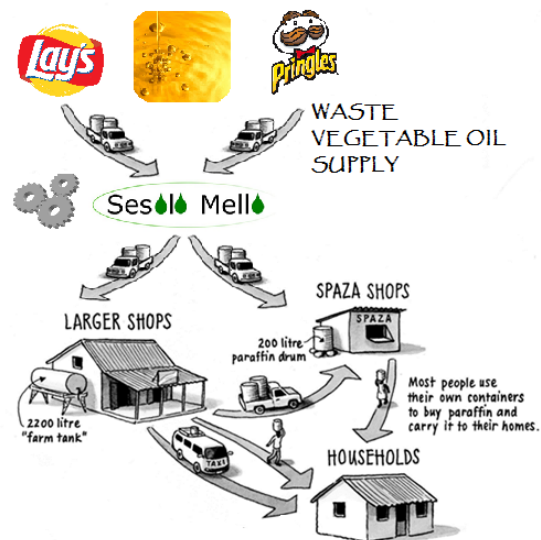 Lay's
Pringles
WASTE
VEGETABLE OIL
SUPPLY
Sesolo Mello
SPAZA SHOPS
LARGER SHOPS
SPAZA
200 litre
paraffin drum
Most people use
their own containers
to buy paraffin and
carry it to their homes.
2200 litre
"farm tank"
TAXI
HOUSEHOLDS